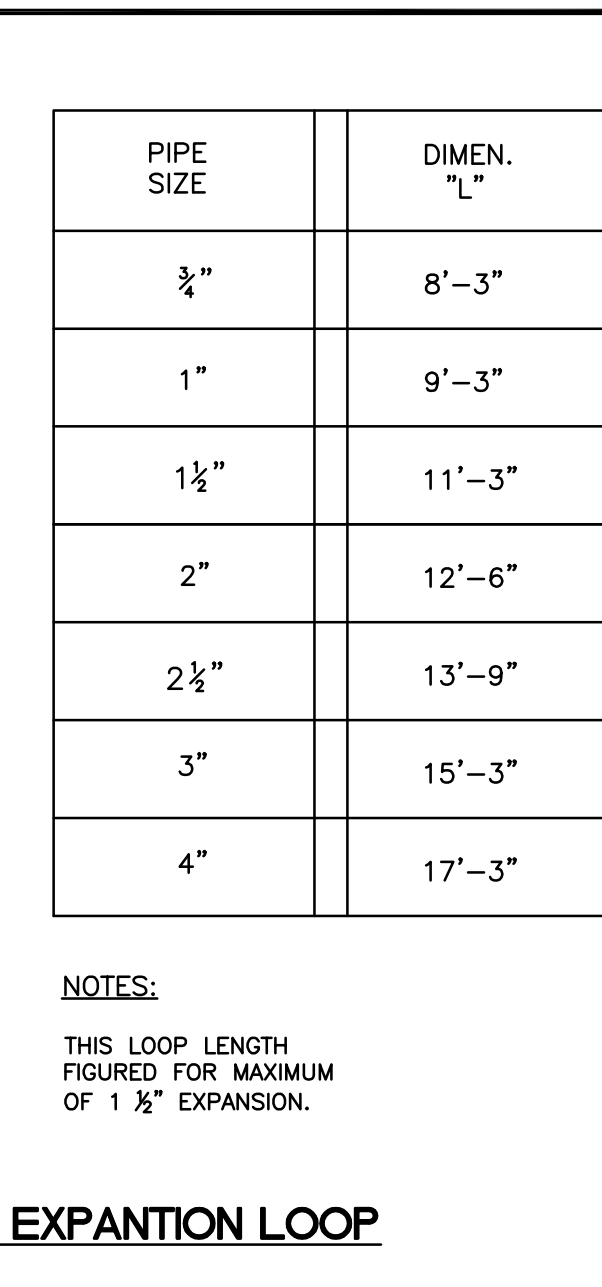 PIPE SIZE DIMEN. "L"
¾" 8'-3"
1" 9'-3"
1½" 11'-3"
2" 12'-6"
2½" 13'-9"
3" 15'-3"
4" 17'-3"
NOTES:
THIS LOOP LENGTH
FIGURED FOR MAXIMUM
OF 1 ½" EXPANSION.
EXPANTION LOOP